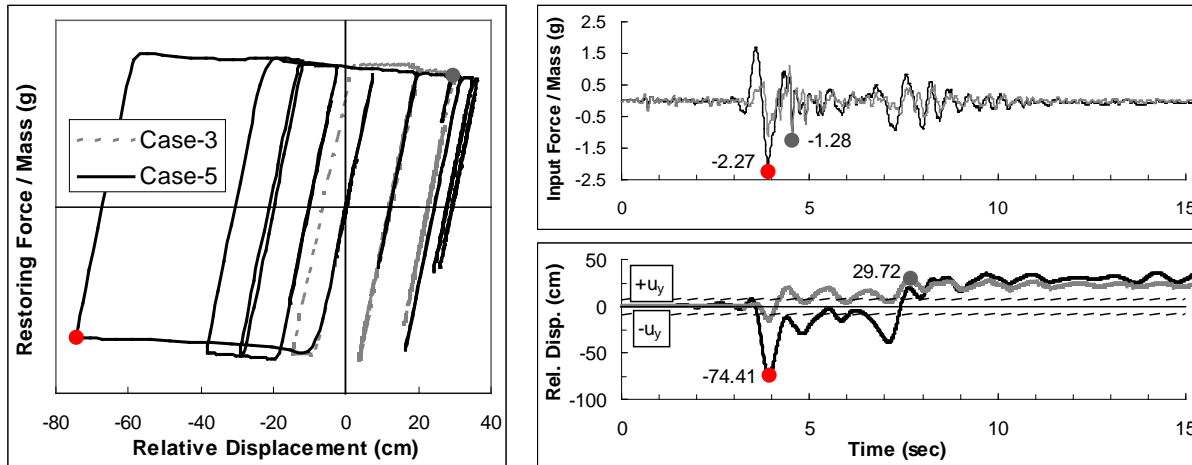 Restoring Force / Mass (g)
Case-3
Case-5
-80 -60 -40 -20 0 20 40
Relative Displacement (cm)
Input Force / Mass (g)
2.5
1.5
0.5
-0.5
-1.5
-2.5
-2.27
-1.28
0 5 10 15
Rel. Disp. (cm)
50
0
-50
-100
+uy
-uy
29.72
-74.41
0 5 10 15
Time (sec)